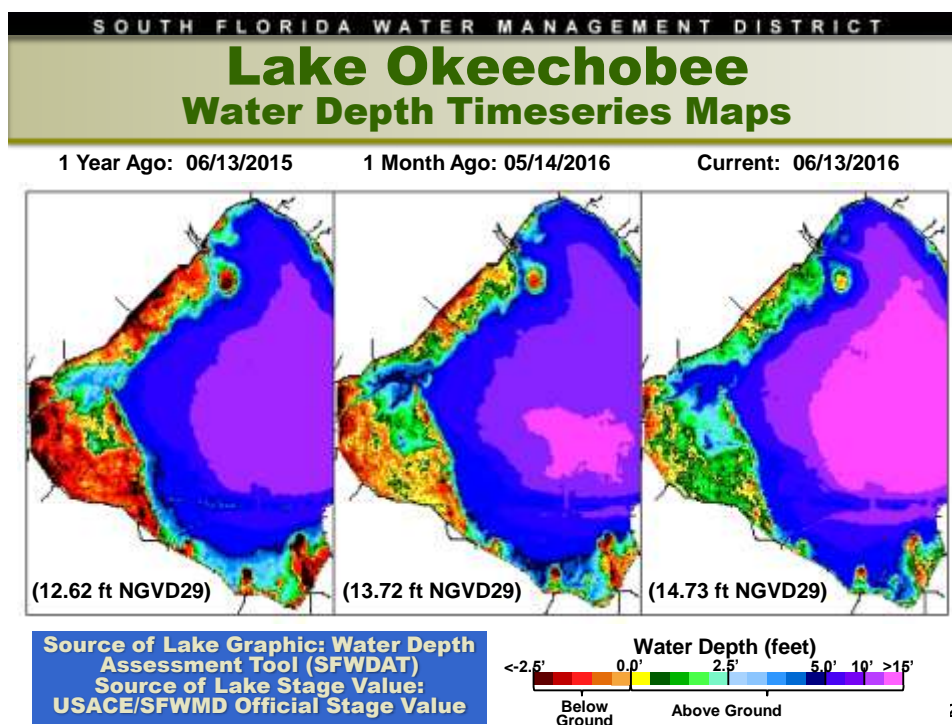 SOUTH FLORIDA WATER MANAGEMENT DISTRICT
Lake Okeechobee
Water Depth Timeseries Maps
1 Year Ago: 06/13/2015
1 Month Ago: 05/14/2016
Current: 06/13/2016
(12.62 ft NGVD29)
(13.72 ft NGVD29)
(14.73 ft NGVD29)
Source of Lake Graphic: Water Depth
Assessment Tool (SFWDAT)
Source of Lake Stage Value:
USACE/SFWMD Official Stage Value
Water Depth (feet)
<-2.5' 0.0' 2.5' 5.0' 10' >15'
Below
Ground
Above Ground